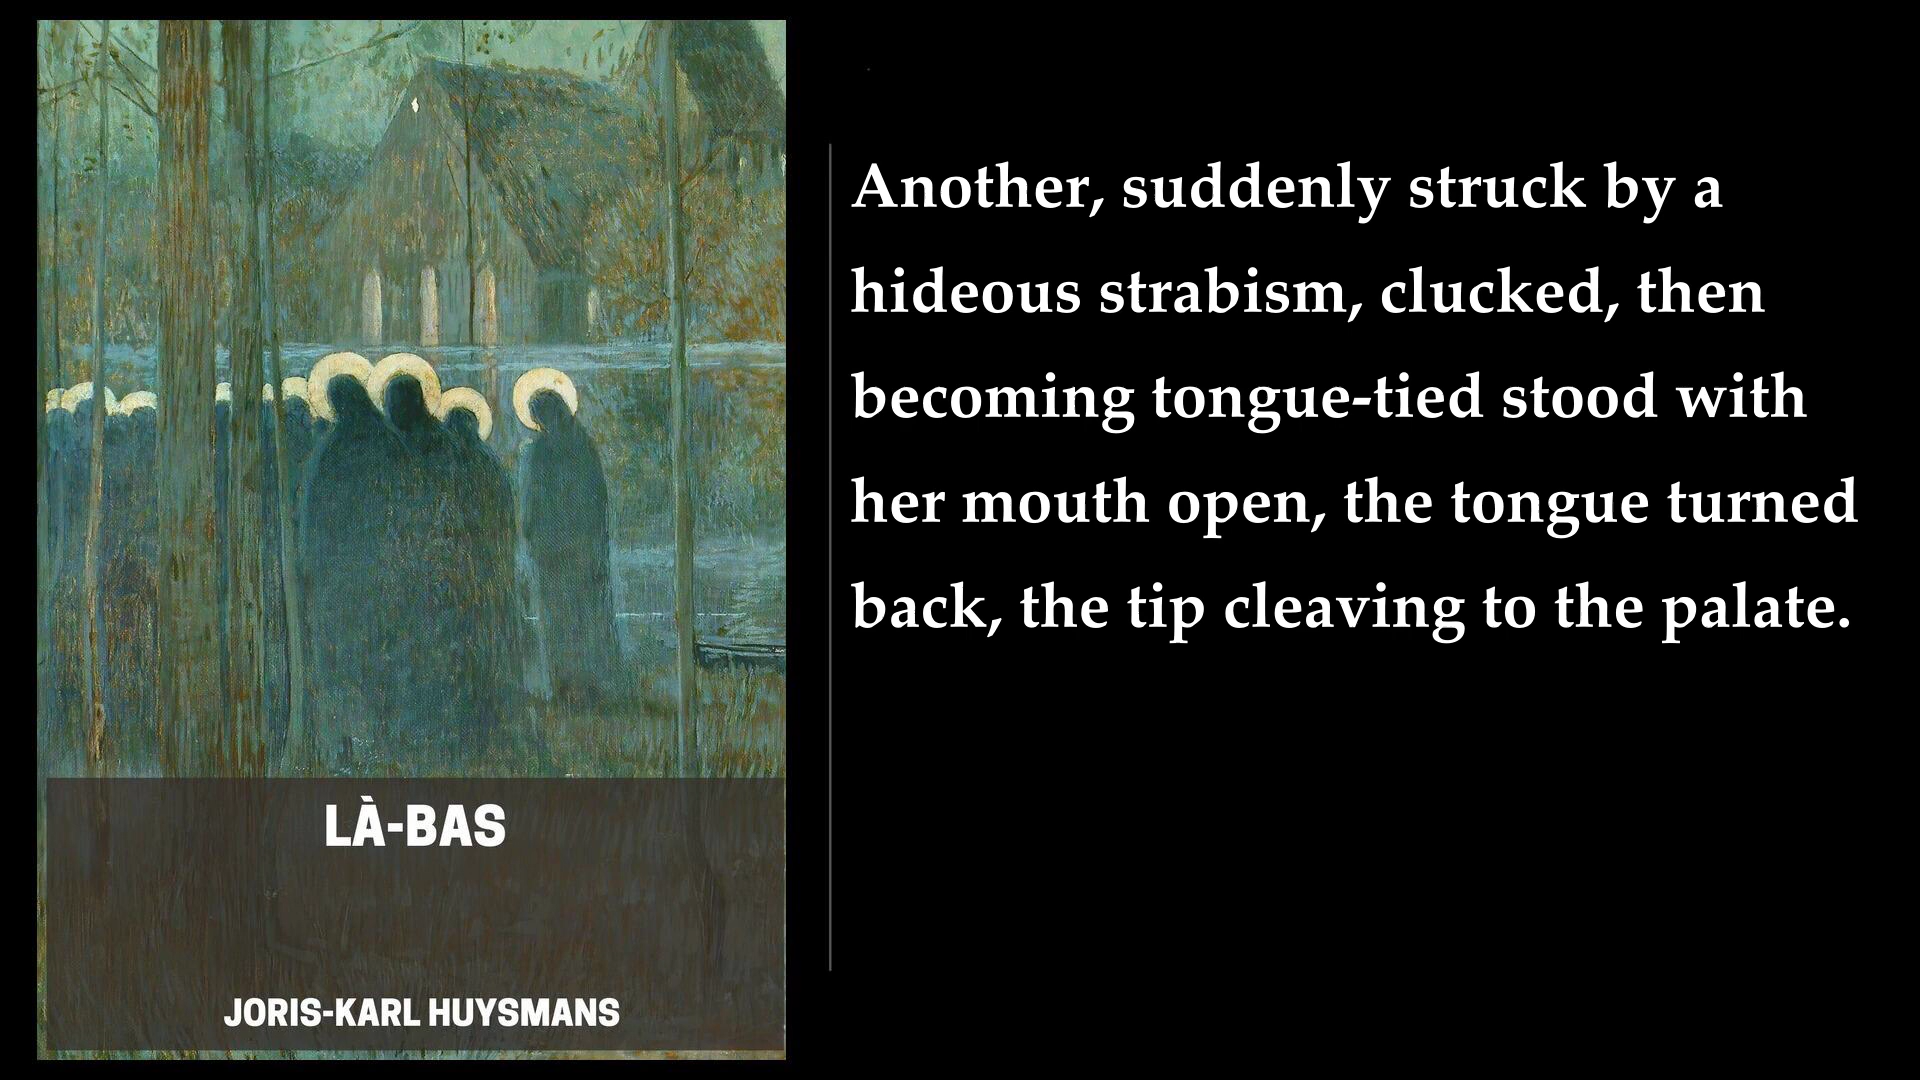 LÀ-BAS
JORIS-KARL HUYSMANS
Another, suddenly struck by a
hideous strabism, clucked, then
becoming tongue-tied stood with
her mouth open, the tongue turned
back, the tip cleaving to the palate.